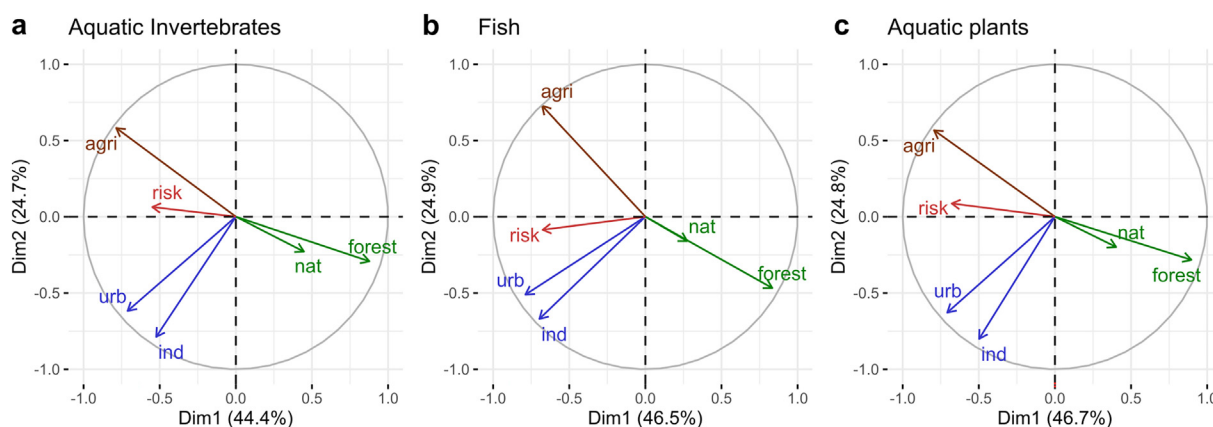 a Aquatic Invertebrates
1.0
0.5
0.0
-0.5
-1.0
Dim2 (24.7%)
agri
risk
forest
nat
urb
ind
-1.0 -0.5 0.0 0.5 1.0
Dim1 (44.4%)
b Fish
1.0
0.5
0.0
-0.5
-1.0
Dim2 (24.9%)
agri
nat
risk
forest
urb
ind
-1.0 -0.5 0.0 0.5 1.0
Dim1 (46.5%)
c Aquatic plants
1.0
0.5
0.0
-0.5
-1.0
Dim2 (24.8%)
agri
risk
nat
forest
urb
ind
-1.0 -0.5 0.0 0.5 1.0
Dim1 (46.7%)